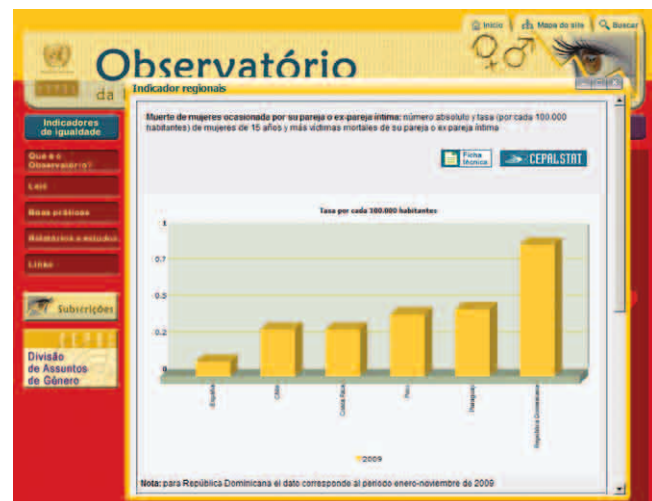 Início
Mapa do site
Buscar
Observatório
da
Indicador regionais
Indicadores
de igualdade
Que é o
Observatório?
Leis
Boas práticas
Relatórios e estudos
Links
Subscrições
CEPAL
Divisão
de Assuntos
de Gênero
Muerte de mujeres ocasionada por su pareja o ex-pareja íntima: número absoluto y tasa (por cada 100.000
habitantes) de mujeres de 15 años y más víctimas mortales de su pareja o ex pareja íntima
Ficha
técnica
CEPALSTAT
Tasa por cada 100.000 habitantes
1
0.7
0.5
0.2
0
España
Chile
Costa Rica
Perú
Paraguay
República Dominicana
2009
Nota: para República Dominicana el dato corresponde al periodo enero-noviembre de 2009